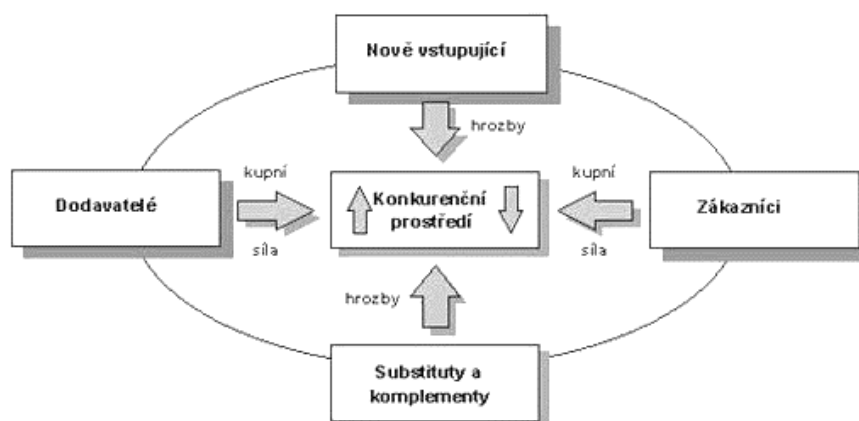 Nově vstupující
hrozby
kupní
Dodavatelé
síla
Konkurenční
prostředí
kupní
Zákazníci
síla
hrozby
Substituty a
komplementy